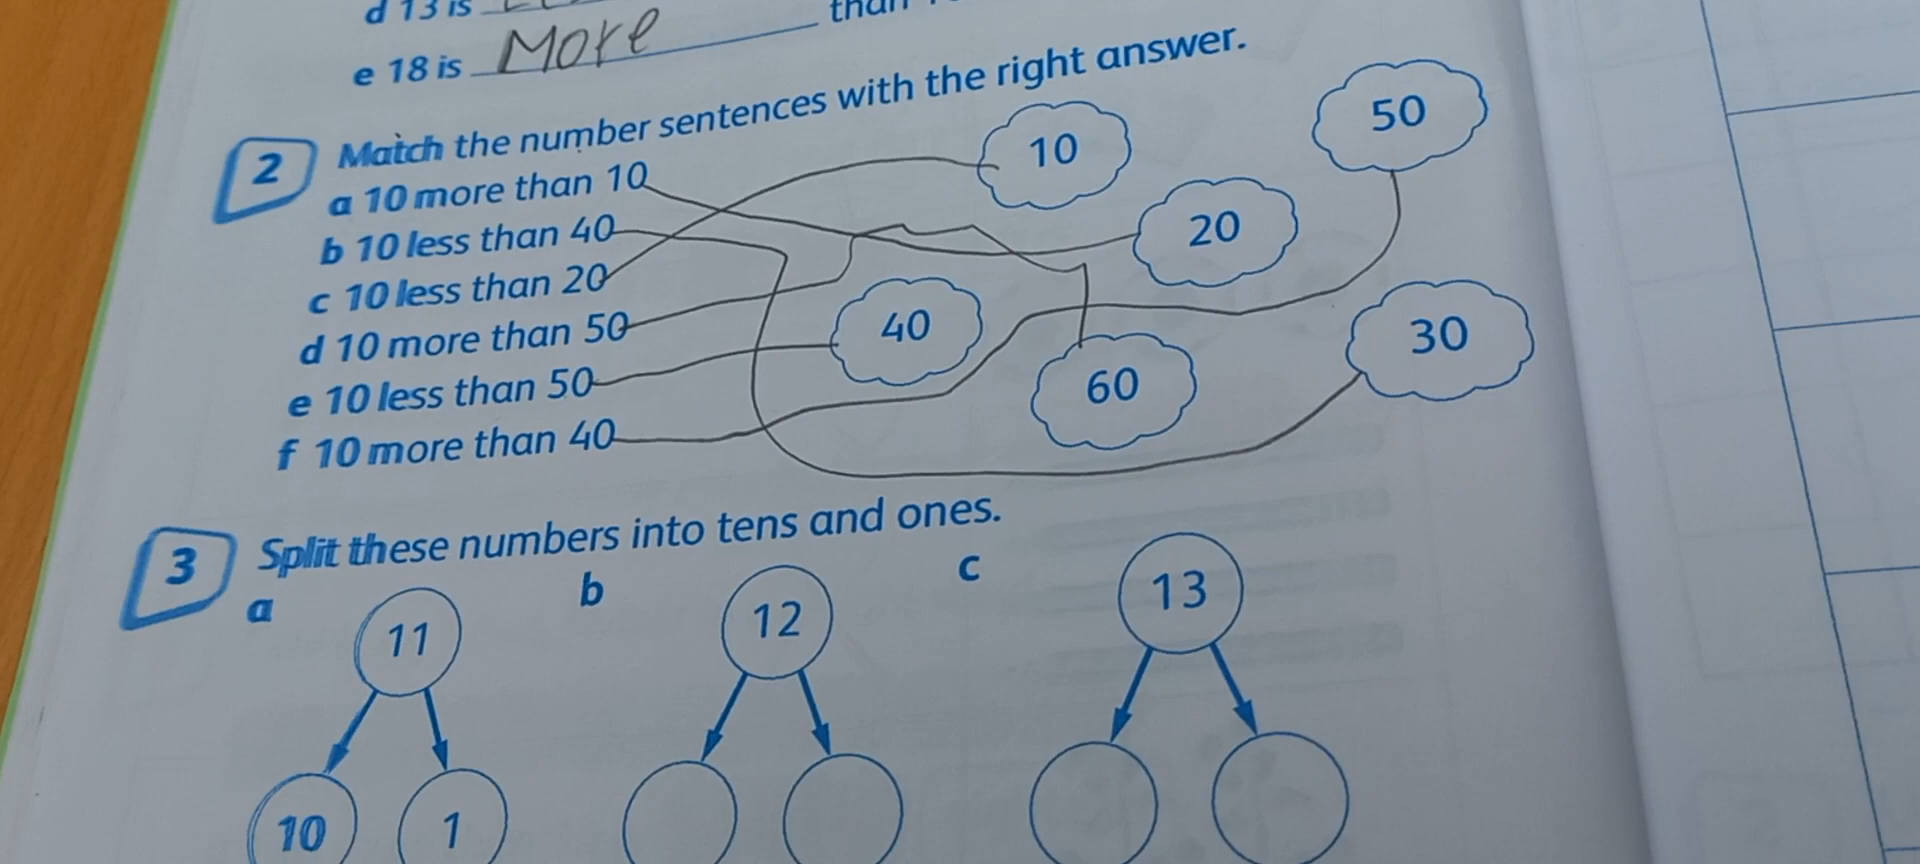 d 13 is
than
e 18 is More
2 Match the number sentences with the right answer.
a 10 more than 10
b 10 less than 40
c 10 less than 20
d 10 more than 50
e 10 less than 50
f 10 more than 40
10
50
20
40
30
60
3 Split these numbers into tens and ones.
a
b
c
11
12
13
10
1